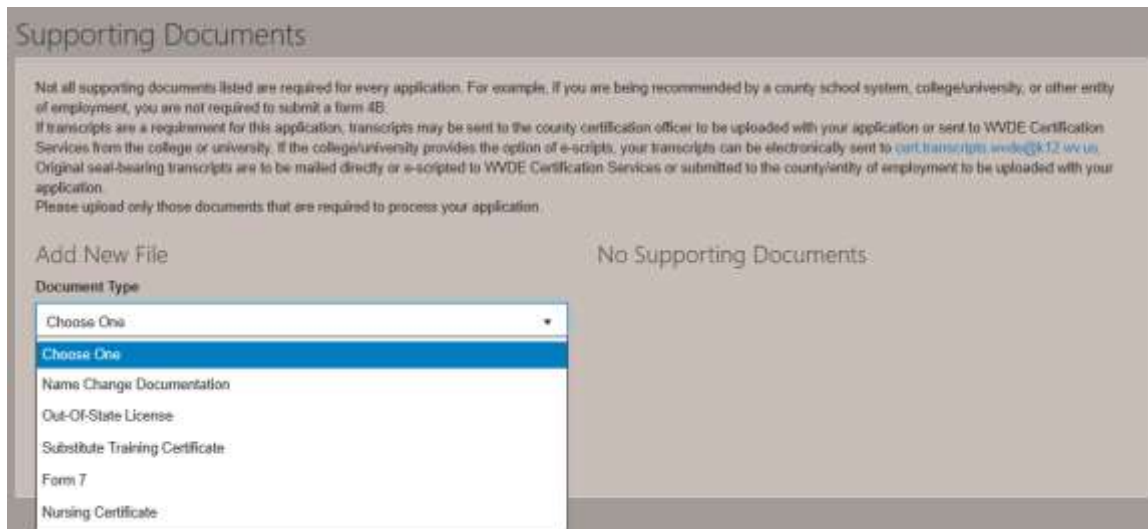 Supporting Documents
Not all supporting documents listed are required for every application. For example, if you are being recommended by a county school system, college/university, or other entity
of employment, you are not required to submit a form 4B.
If transcripts are a requirement for this application, transcripts may be sent to the county certification officer to be uploaded with your application or sent to WVDE Certification
Services from the college or university. If the college/university provides the option of e-scripts, your transcripts can be electronically sent to cert.transcripts.wvde@k12.wv.us.
Original seal-bearing transcripts are to be mailed directly or e-scripted to WVDE Certification Services or submitted to the county/entity of employment to be uploaded with your
application.
Please upload only those documents that are required to process your application.
Add New File
No Supporting Documents
Document Type
Choose One
Choose One
Name Change Documentation
Out-Of-State License
Substitute Training Certificate
Form 7
Nursing Certificate